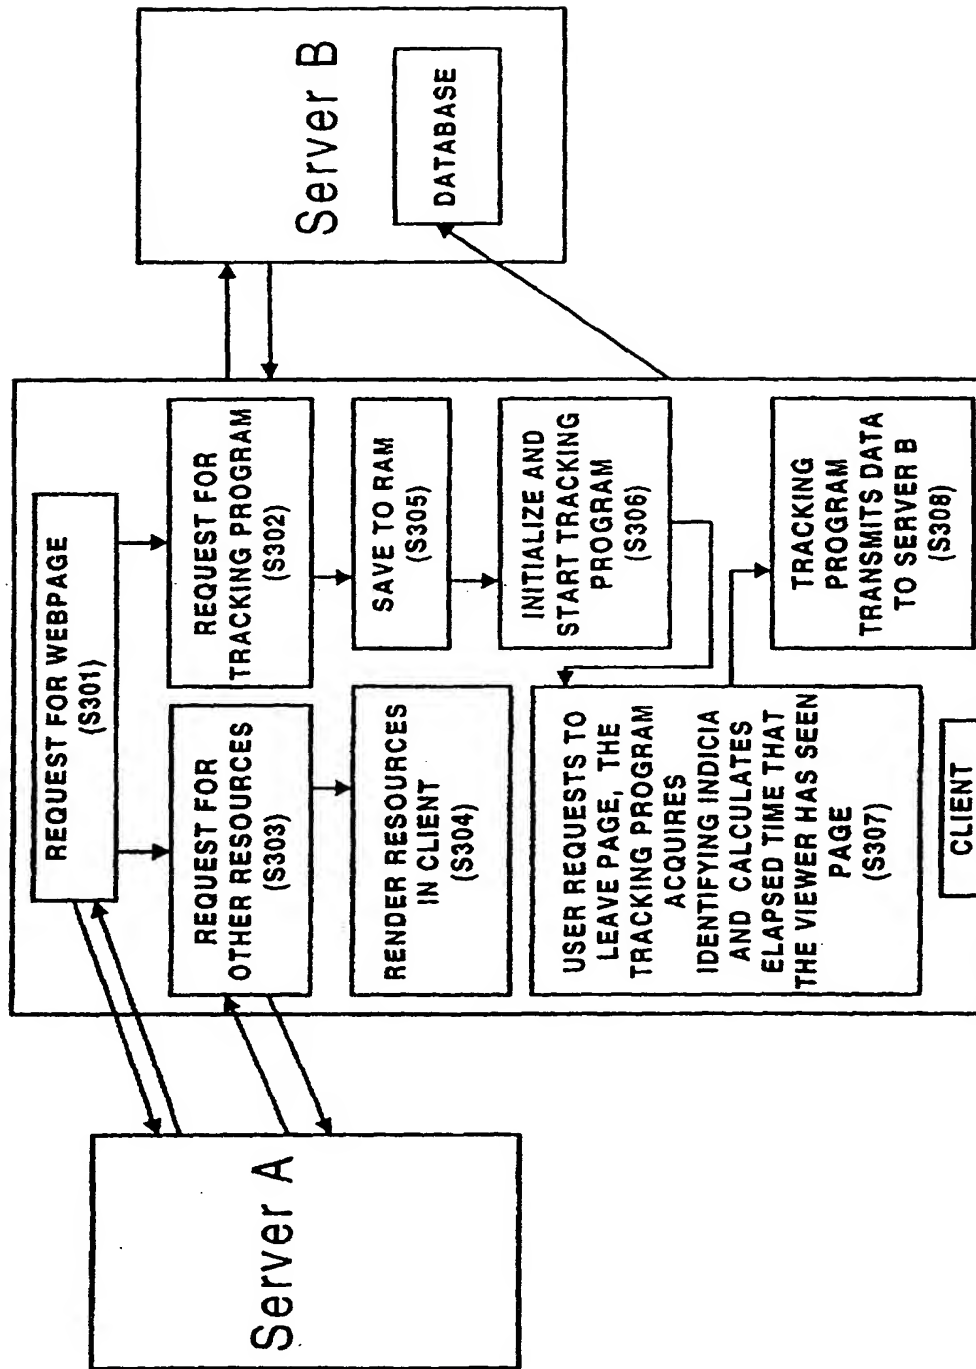 Server A
REQUEST FOR WEBPAGE
(S301)
REQUEST FOR
OTHER RESOURCES
(S303)
REQUEST FOR
TRACKING PROGRAM
(S302)
RENDER RESOURCES
IN CLIENT
(S304)
SAVE TO RAM
(S305)
INITIALIZE AND
START TRACKING
PROGRAM
(S306)
USER REQUESTS TO
LEAVE PAGE, THE
TRACKING PROGRAM
ACQUIRES
IDENTIFYING INDICIA
AND CALCULATES
ELAPSED TIME THAT
THE VIEWER HAS SEEN
PAGE
(S307)
TRACKING
PROGRAM
TRANSMITS DATA
TO SERVER B
(S308)
CLIENT
Server B
DATABASE